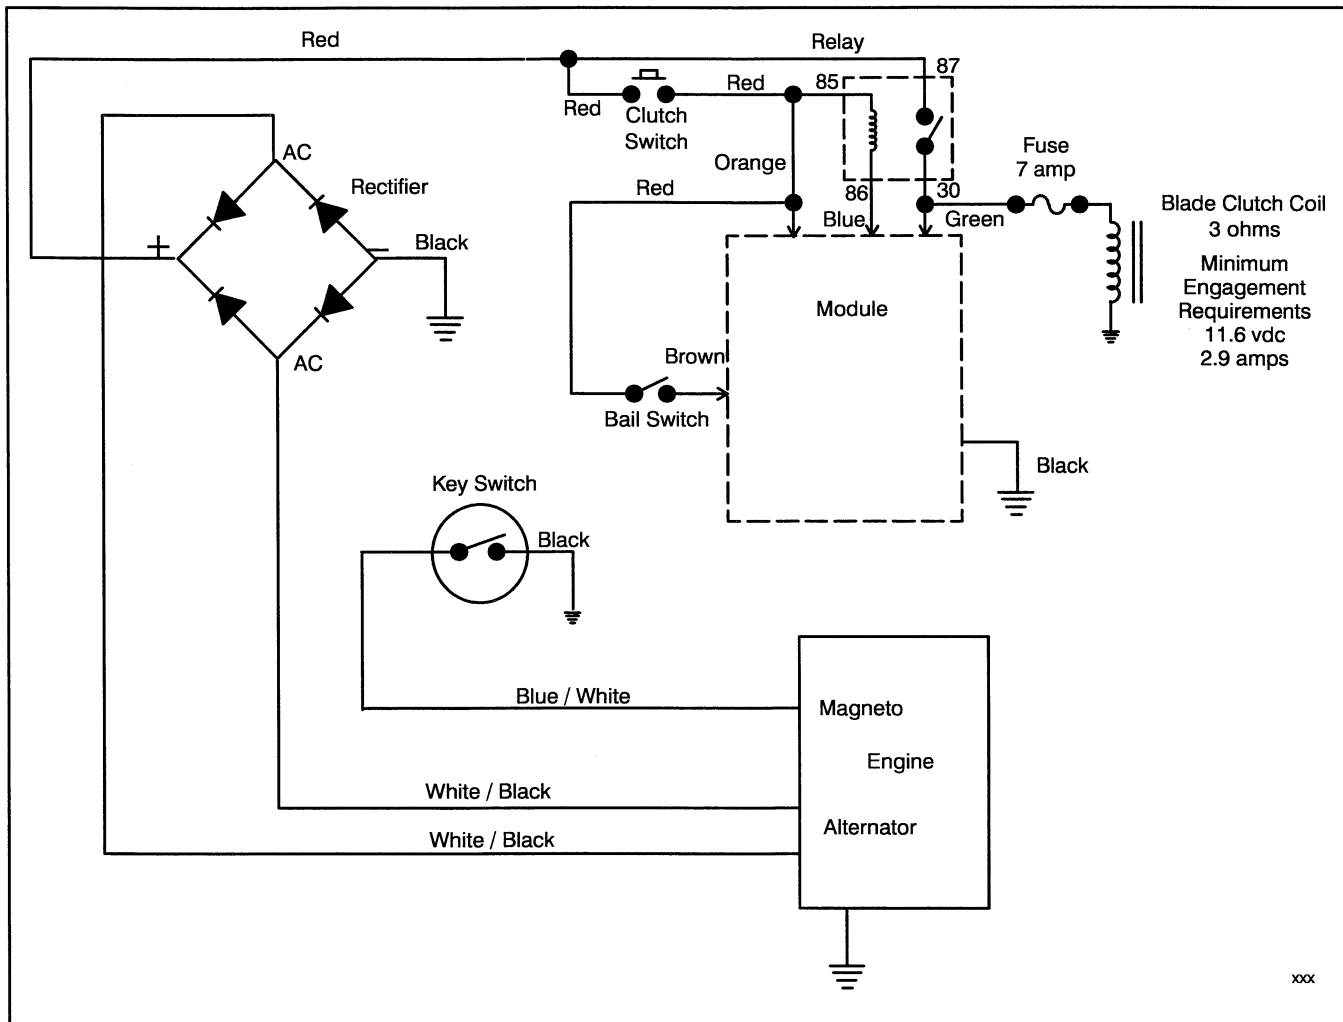 Red
Relay
87
Red
Clutch
Switch
Red
85
AC
Rectifier
Orange
Red
86
Blue
30
Green
Fuse
7 amp
Blade Clutch Coil
3 ohms
Minimum
Engagement
Requirements
11.6 vdc
2.9 amps
+
−
Black
AC
Module
Brown
Bail Switch
Black
Key Switch
Black
Blue / White
Magneto
Engine
White / Black
Alternator
White / Black
xxx